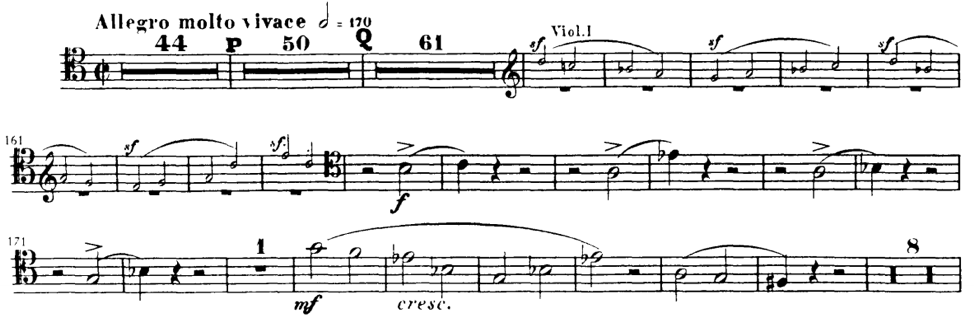 Allegro molto vivace 𝅗𝅥 = 170
44 P 50 Q 61 sf Viol.I sf sf
161 sf sf f
171 1 mf cresc. 8